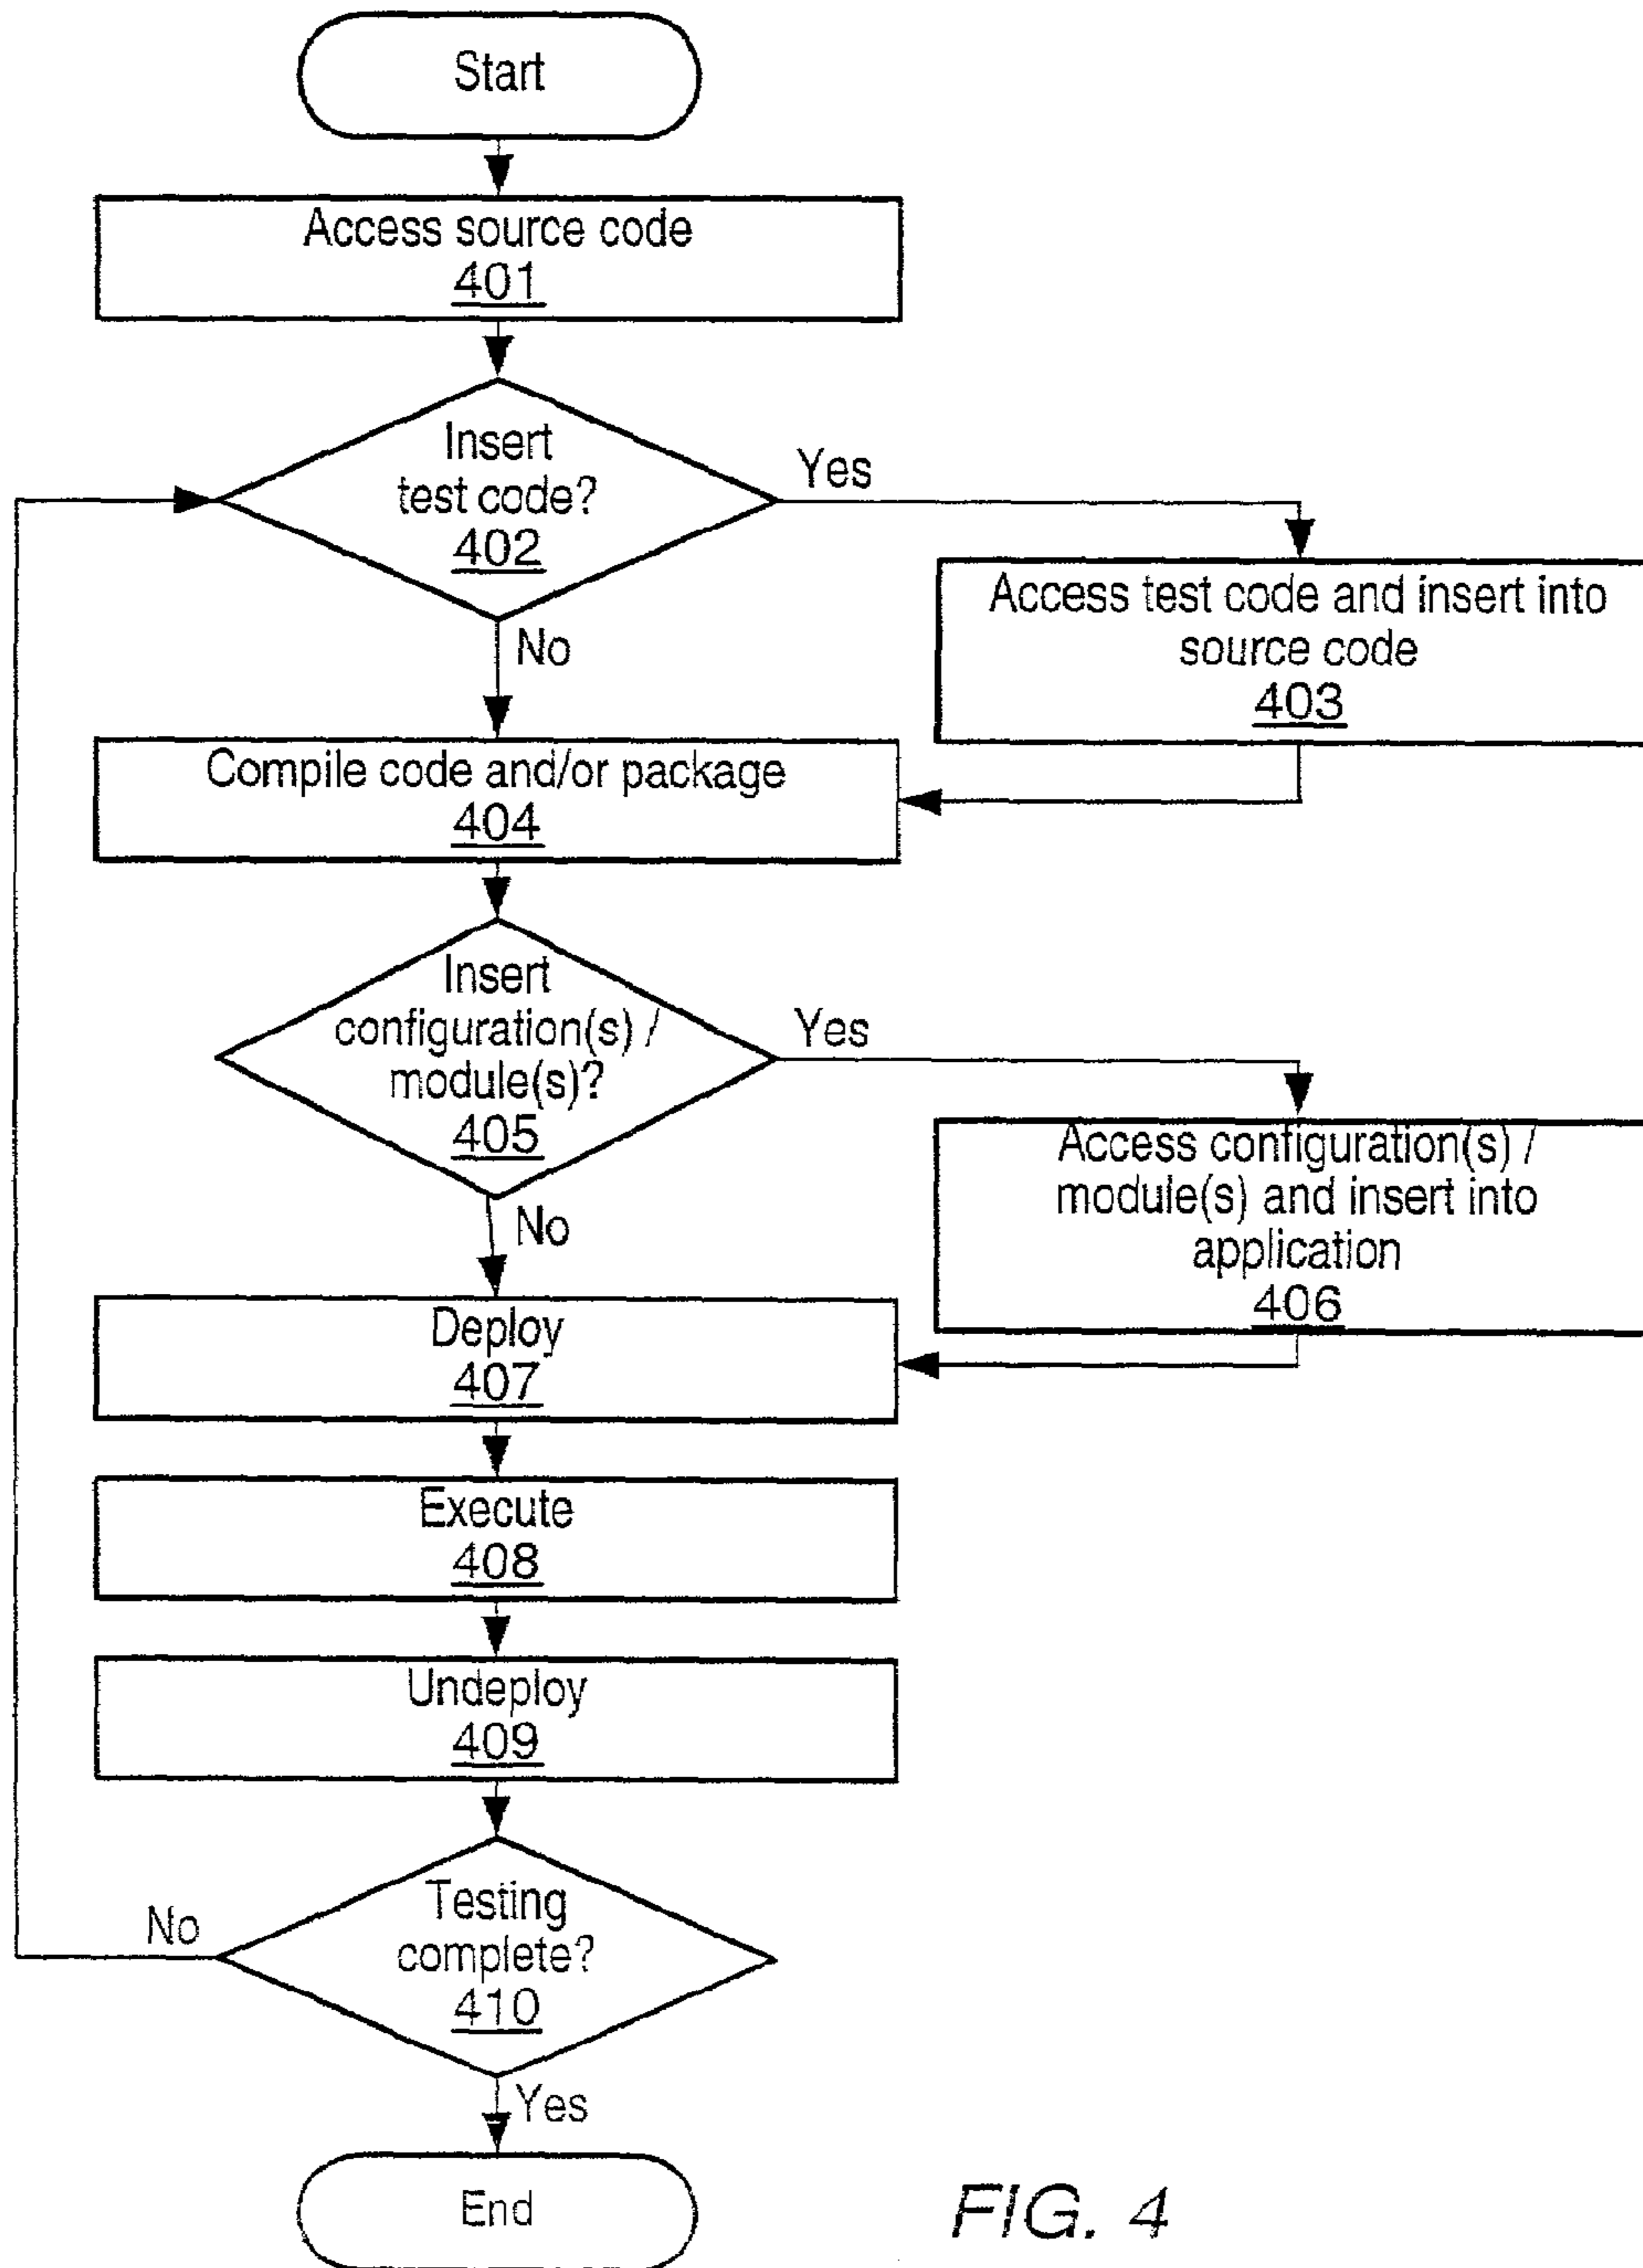 Start
Access source code
401
Insert
test code?
402
Yes
No
Access test code and insert into
source code
403
Compile code and/or package
404
Insert
configuration(s) /
module(s)?
405
Yes
No
Access configuration(s) /
module(s) and insert into
application
406
Deploy
407
Execute
408
Undeploy
409
Testing
complete?
410
No
Yes
End
FIG. 4